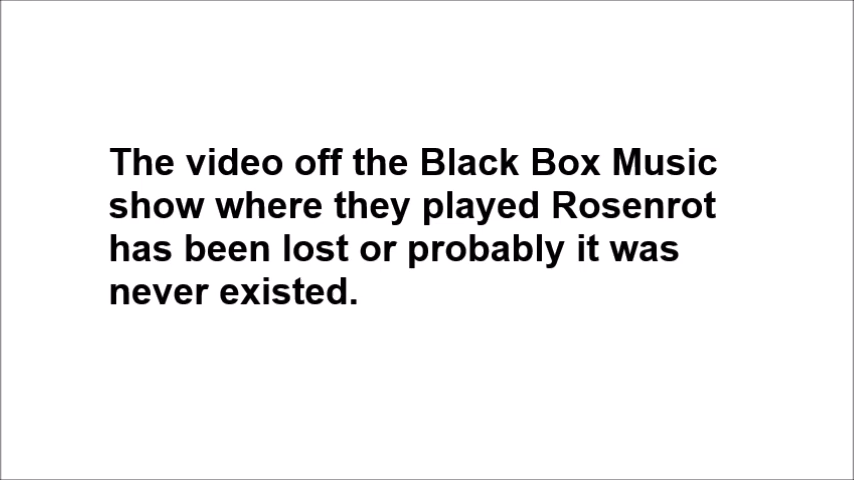 The video off the Black Box Music
show where they played Rosenrot
has been lost or probably it was
never existed.